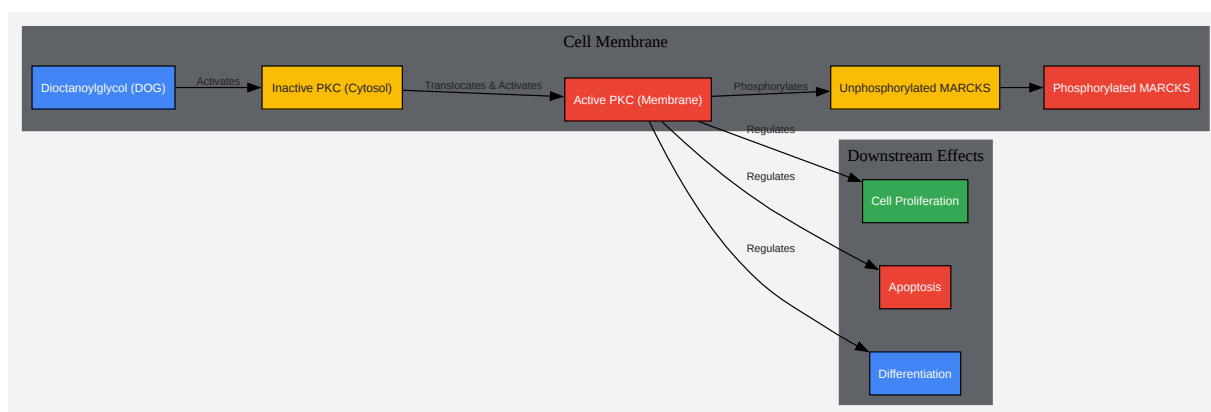 Cell Membrane
Dioctanoylglycol (DOG)
Activates
Inactive PKC (Cytosol)
Translocates & Activates
Active PKC (Membrane)
Phosphorylates
Unphosphorylated MARCKS
Phosphorylated MARCKS
Regulates
Downstream Effects
Regulates
Cell Proliferation
Regulates
Apoptosis
Differentiation